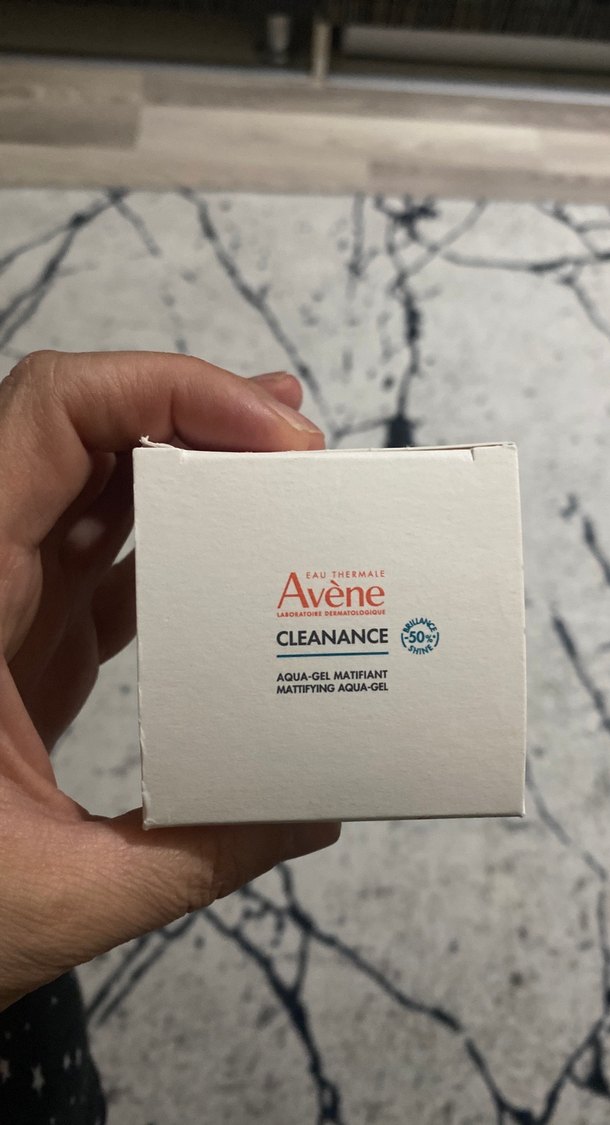 EAU THERMALE
Avène
LABORATOIRE DERMATOLOGIQUE
CLEANANCE
BRILLANCE
-50%*
SHINE
AQUA-GEL MATIFIANT
MATTIFYING AQUA-GEL